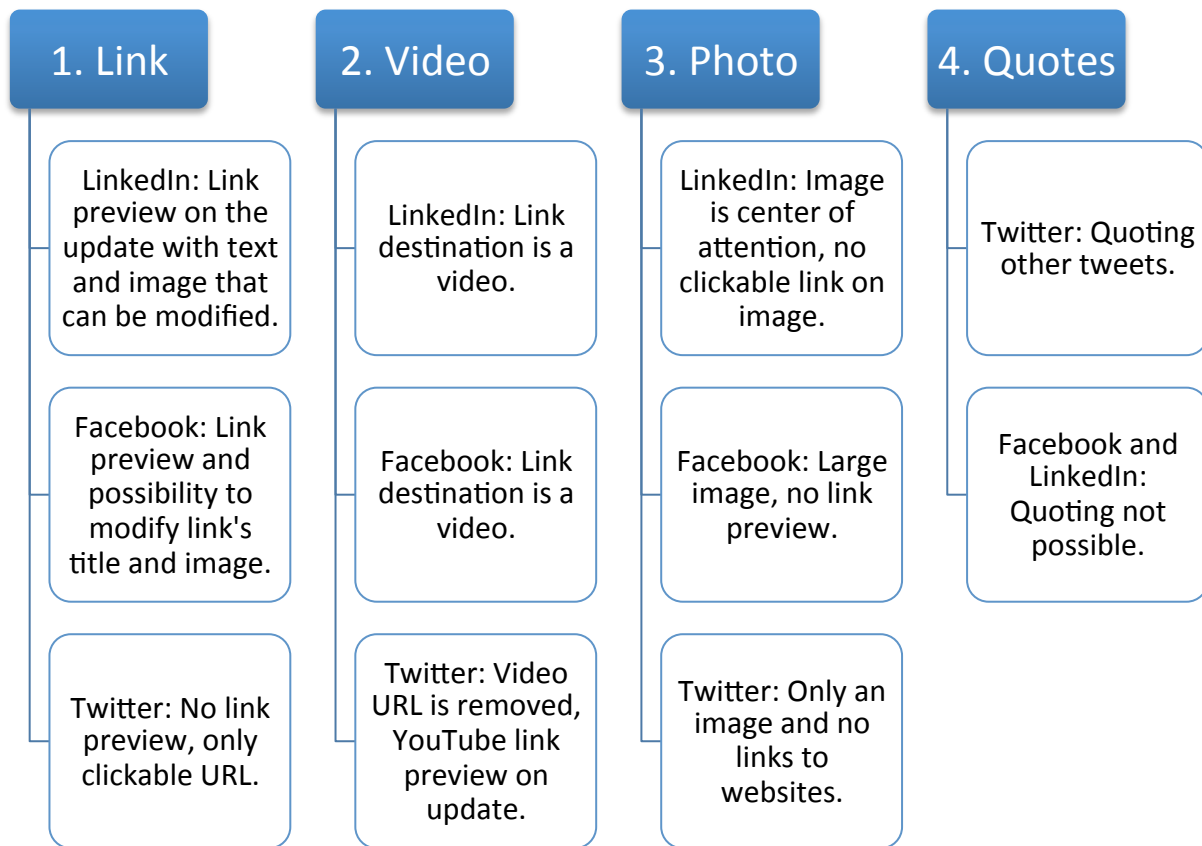 1. Link
LinkedIn: Link
preview on the
update with text
and image that
can be modified.
Facebook: Link
preview and
possibility to
modify link's
title and image.
Twitter: No link
preview, only
clickable URL.
2. Video
LinkedIn: Link
destination is a
video.
Facebook: Link
destination is a
video.
Twitter: Video
URL is removed,
YouTube link
preview on
update.
3. Photo
LinkedIn: Image
is center of
attention, no
clickable link on
image.
Facebook: Large
image, no link
preview.
Twitter: Only an
image and no
links to
websites.
4. Quotes
Twitter: Quoting
other tweets.
Facebook and
LinkedIn:
Quoting not
possible.